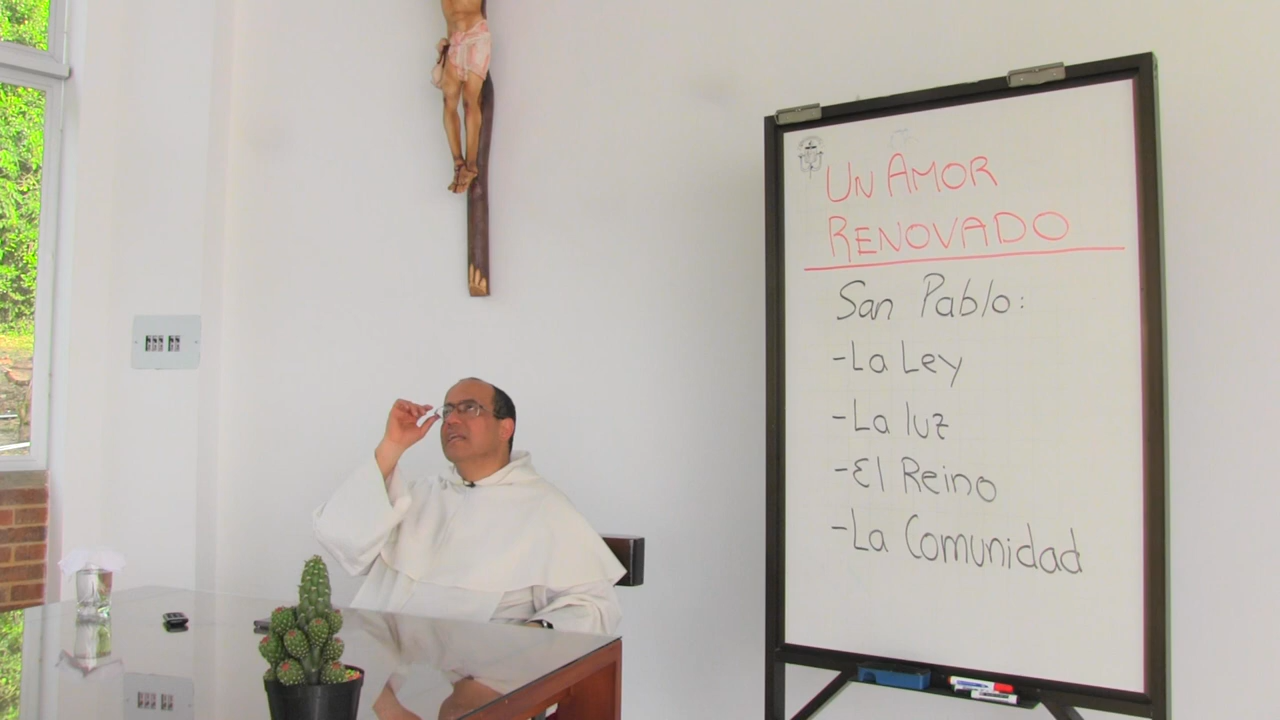 UN AMOR
RENOVADO
San Pablo:
-La Ley
-La luz
-El Reino
-La Comunidad